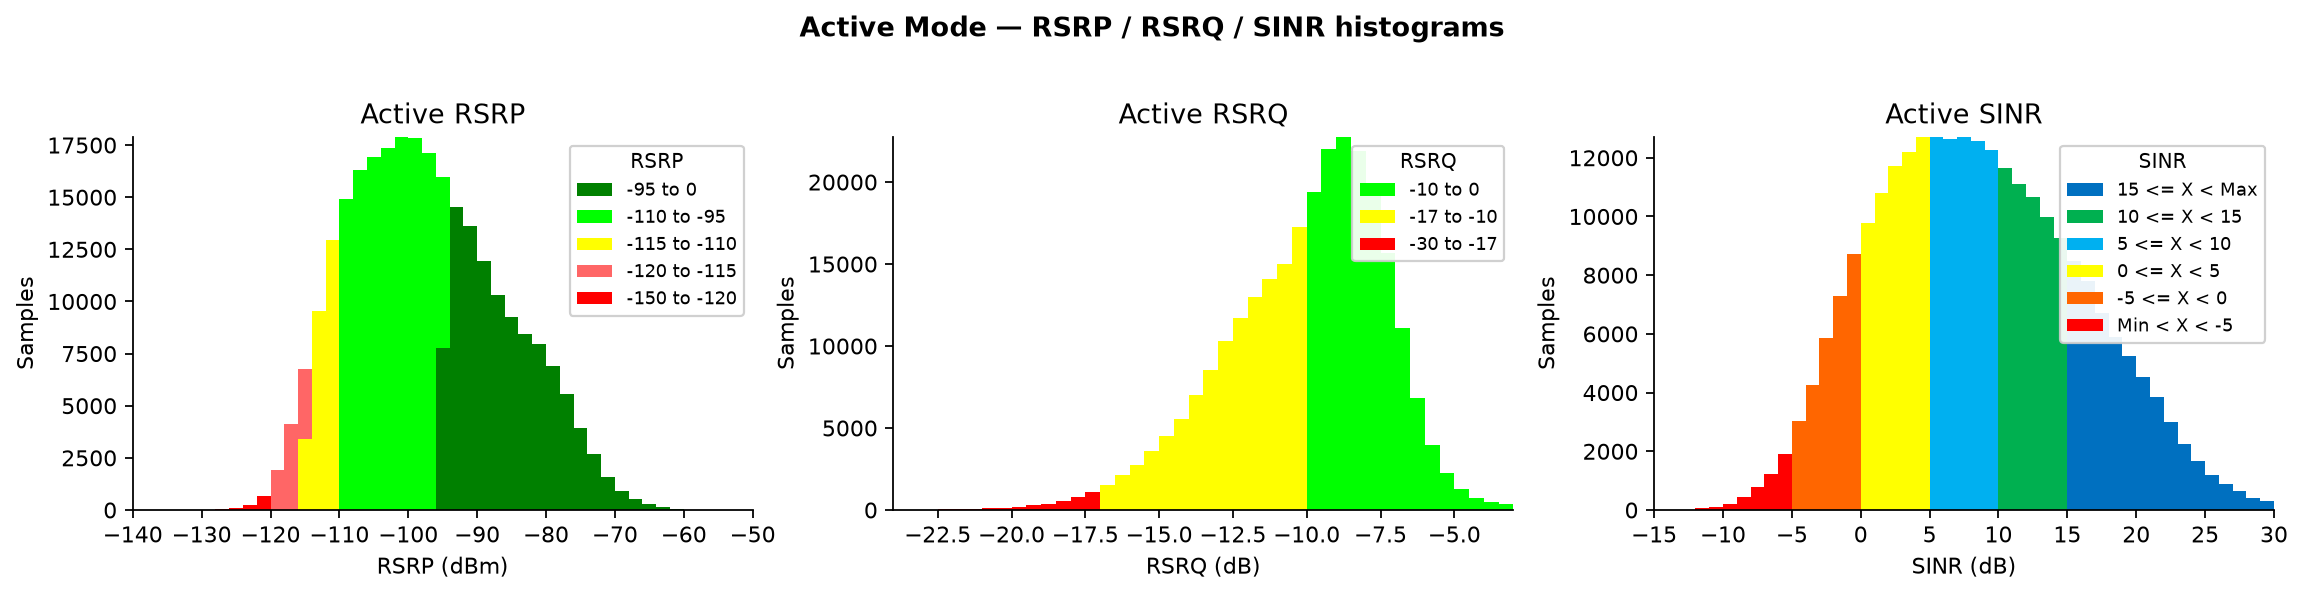 Active Mode — RSRP / RSRQ / SINR histograms
Active RSRP
17500
15000
12500
10000
7500
5000
2500
0
Samples
−140 −130 −120 −110 −100 −90 −80 −70 −60 −50
RSRP (dBm)
RSRP
-95 to 0
-110 to -95
-115 to -110
-120 to -115
-150 to -120
Active RSRQ
20000
15000
10000
5000
0
Samples
−22.5 −20.0 −17.5 −15.0 −12.5 −10.0 −7.5 −5.0
RSRQ (dB)
RSRQ
-10 to 0
-17 to -10
-30 to -17
Active SINR
12000
10000
8000
6000
4000
2000
0
Samples
−15 −10 −5 0 5 10 15 20 25 30
SINR (dB)
SINR
15 <= X < Max
10 <= X < 15
5 <= X < 10
0 <= X < 5
-5 <= X < 0
Min < X < -5